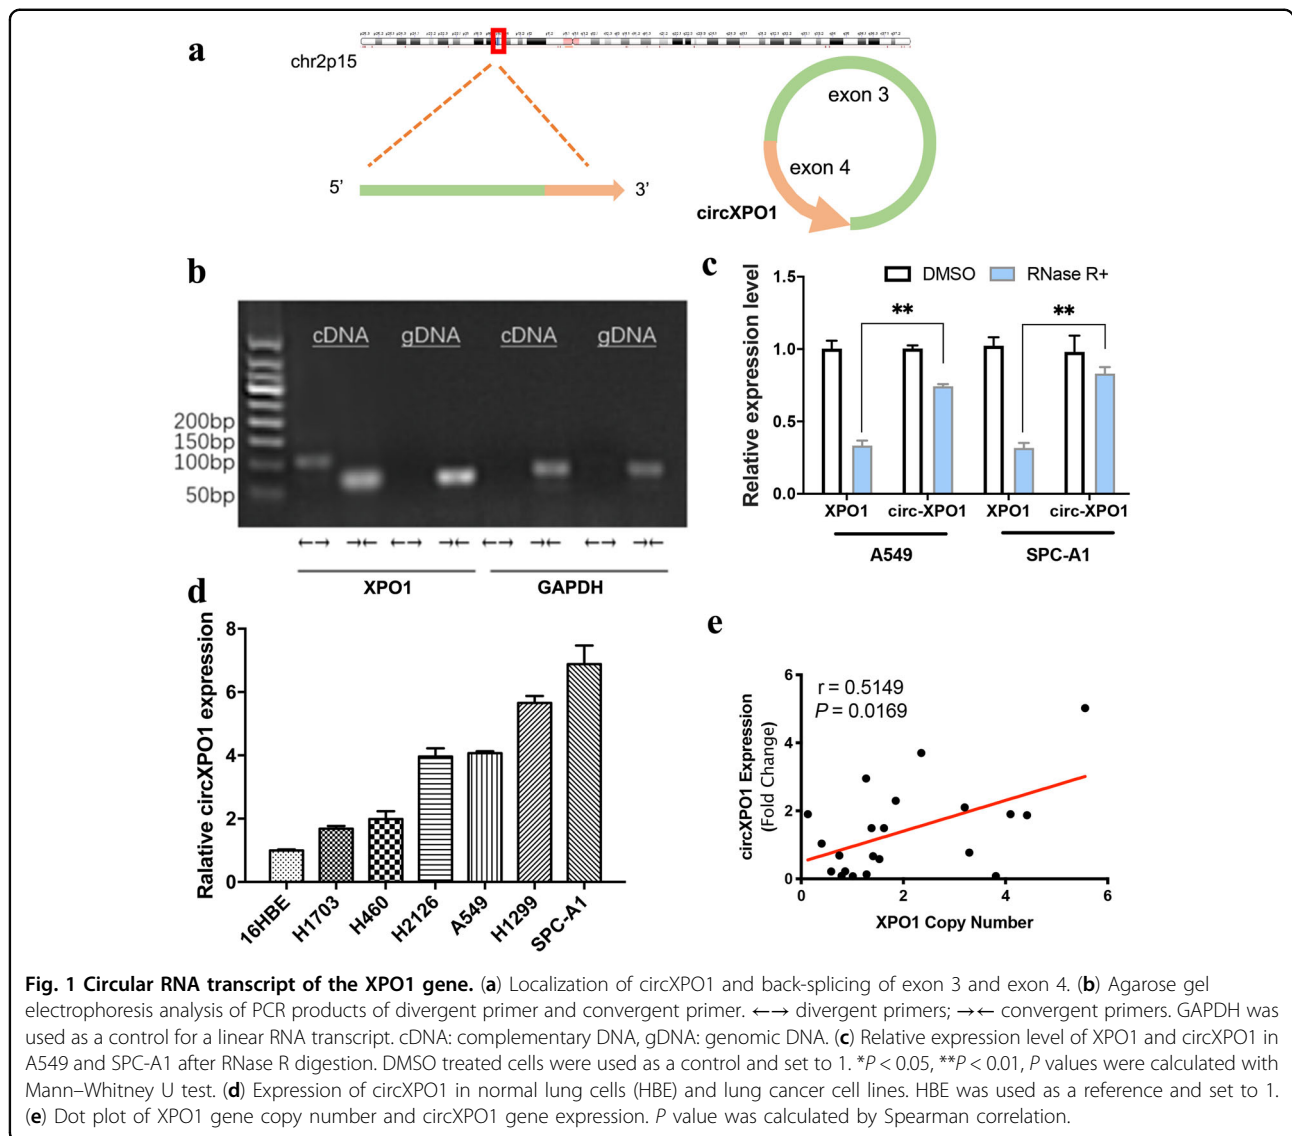 a
chr2p15
5’
3’
exon 3
exon 4
circXPO1
b
cDNA gDNA cDNA gDNA
200bp
150bp
100bp
50bp
←→ →← ←→ →← ←→ →← ←→ →←
XPO1 GAPDH
c
Relative expression level
DMSO RNase R+
1.5
1.0
0.5
0.0
** **
XPO1 circ-XPO1 XPO1 circ-XPO1
A549 SPC-A1
d
Ralative circXPO1 expression
8
6
4
2
0
16HBE H1703 H460 H2126 A549 H1299 SPC-A1
e
circXPO1 Expression
(Fold Change)
r = 0.5149
P = 0.0169
6
4
2
0
0 2 4 6
XPO1 Copy Number
Fig. 1 Circular RNA transcript of the XPO1 gene. (a) Localization of circXPO1 and back-splicing of exon 3 and exon 4. (b) Agarose gel
electrophoresis analysis of PCR products of divergent primer and convergent primer. ←→ divergent primers; →← convergent primers. GAPDH was
used as a control for a linear RNA transcript. cDNA: complementary DNA, gDNA: genomic DNA. (c) Relative expression level of XPO1 and circXPO1 in
A549 and SPC-A1 after RNase R digestion. DMSO treated cells were used as a control and set to 1. *P < 0.05, **P < 0.01, P values were calculated with
Mann–Whitney U test. (d) Expression of circXPO1 in normal lung cells (HBE) and lung cancer cell lines. HBE was used as a reference and set to 1.
(e) Dot plot of XPO1 gene copy number and circXPO1 gene expression. P value was calculated by Spearman correlation.